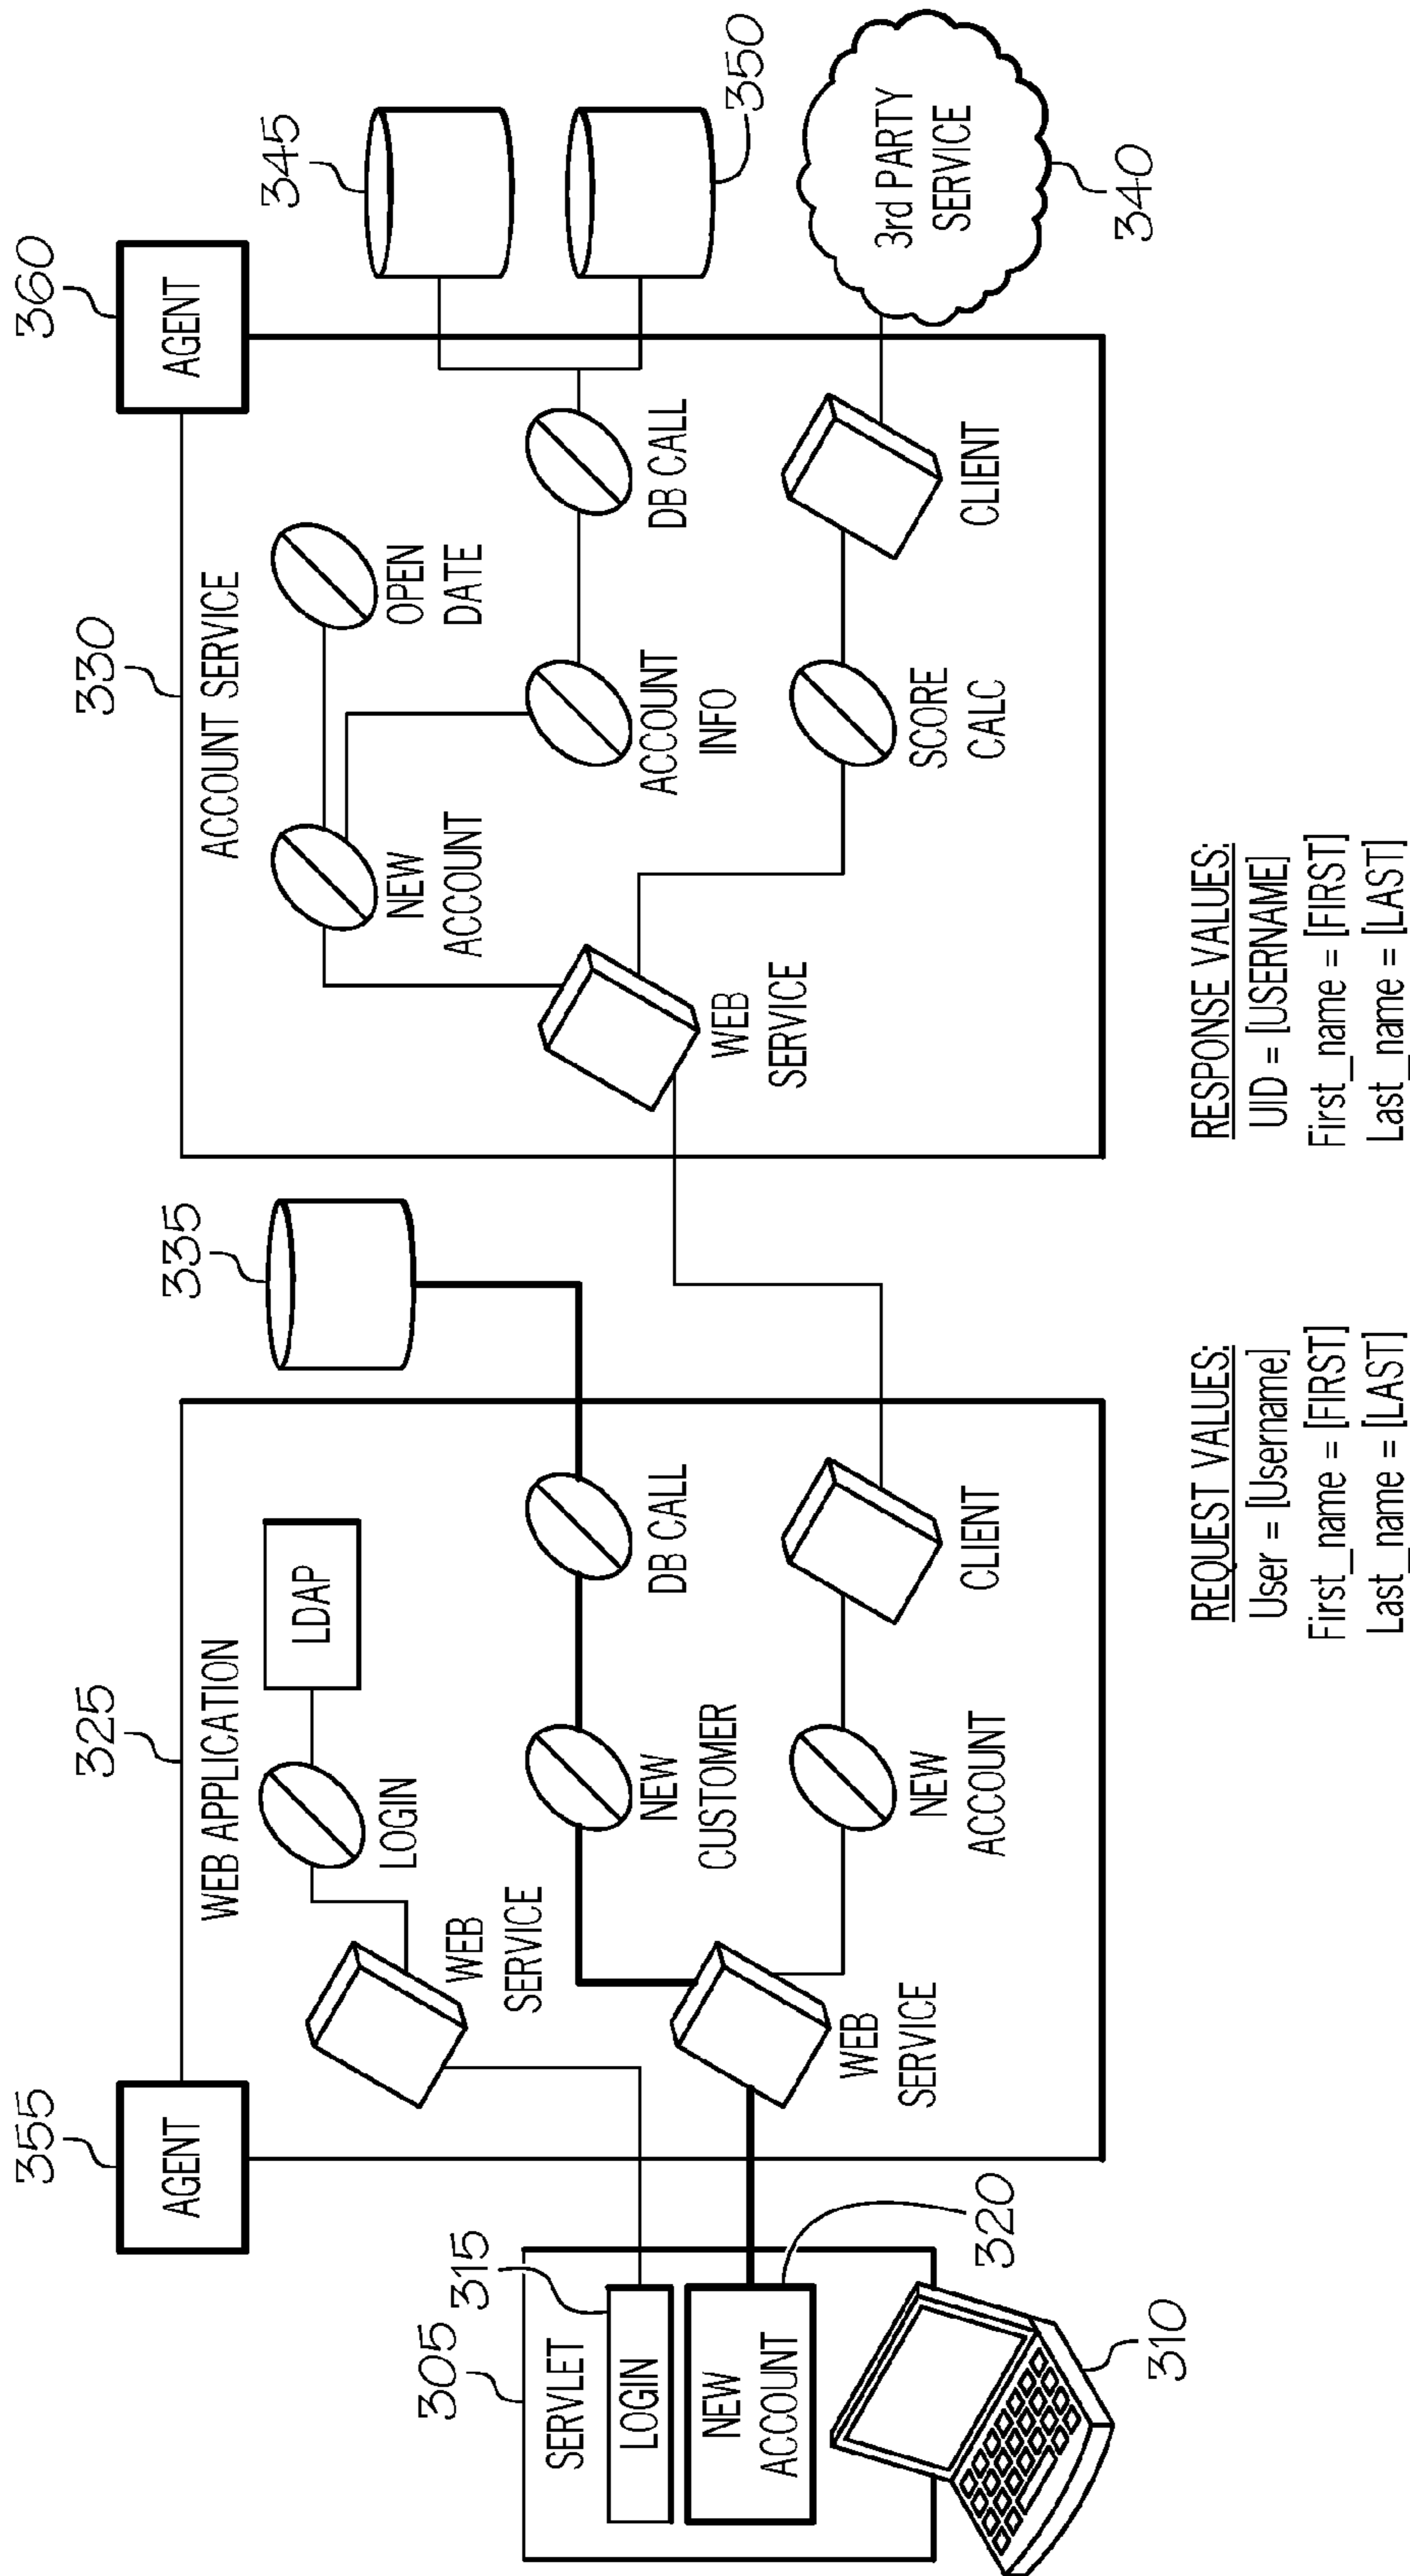 355
AGENT
325
WEB APPLICATION
LDAP
LOGIN
WEB
SERVICE
335
NEW
CUSTOMER
DB CALL
WEB
SERVICE
NEW
ACCOUNT
CLIENT
305
315
SERVLET
LOGIN
NEW
ACCOUNT
320
310
360
AGENT
330
ACCOUNT SERVICE
NEW
ACCOUNT
OPEN
DATE
345
ACCOUNT
INFO
DB CALL
350
WEB
SERVICE
SCORE
CALC
CLIENT
3rd PARTY
SERVICE
340
REQUEST VALUES:
User = [Username]
First_name = [FIRST]
Last_name = [LAST]
RESPONSE VALUES:
UID = [USERNAME]
First_name = [FIRST]
Last_name = [LAST]